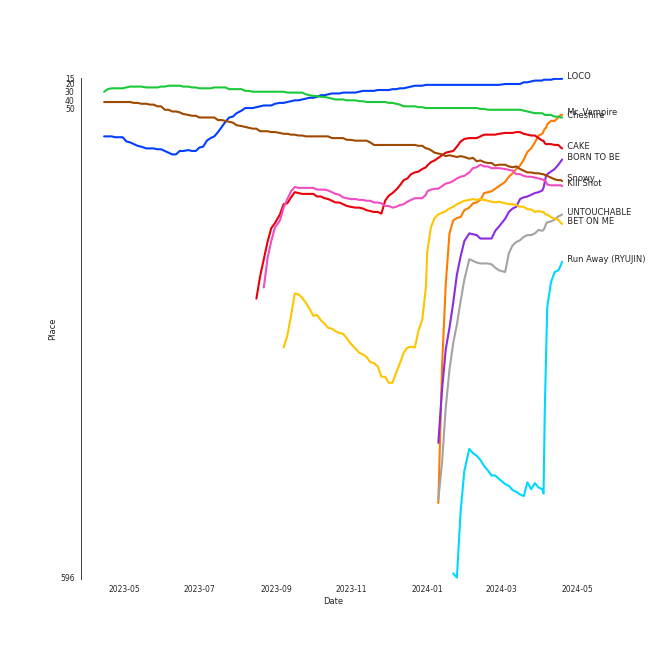 15
20
30
40
50
596
Place
2023-05
2023-07
2023-09
2023-11
2024-01
2024-03
2024-05
Date
LOCO
Mr. Vampire
Cheshire
CAKE
BORN TO BE
Snowy
Kill Shot
UNTOUCHABLE
BET ON ME
Run Away (RYUJIN)